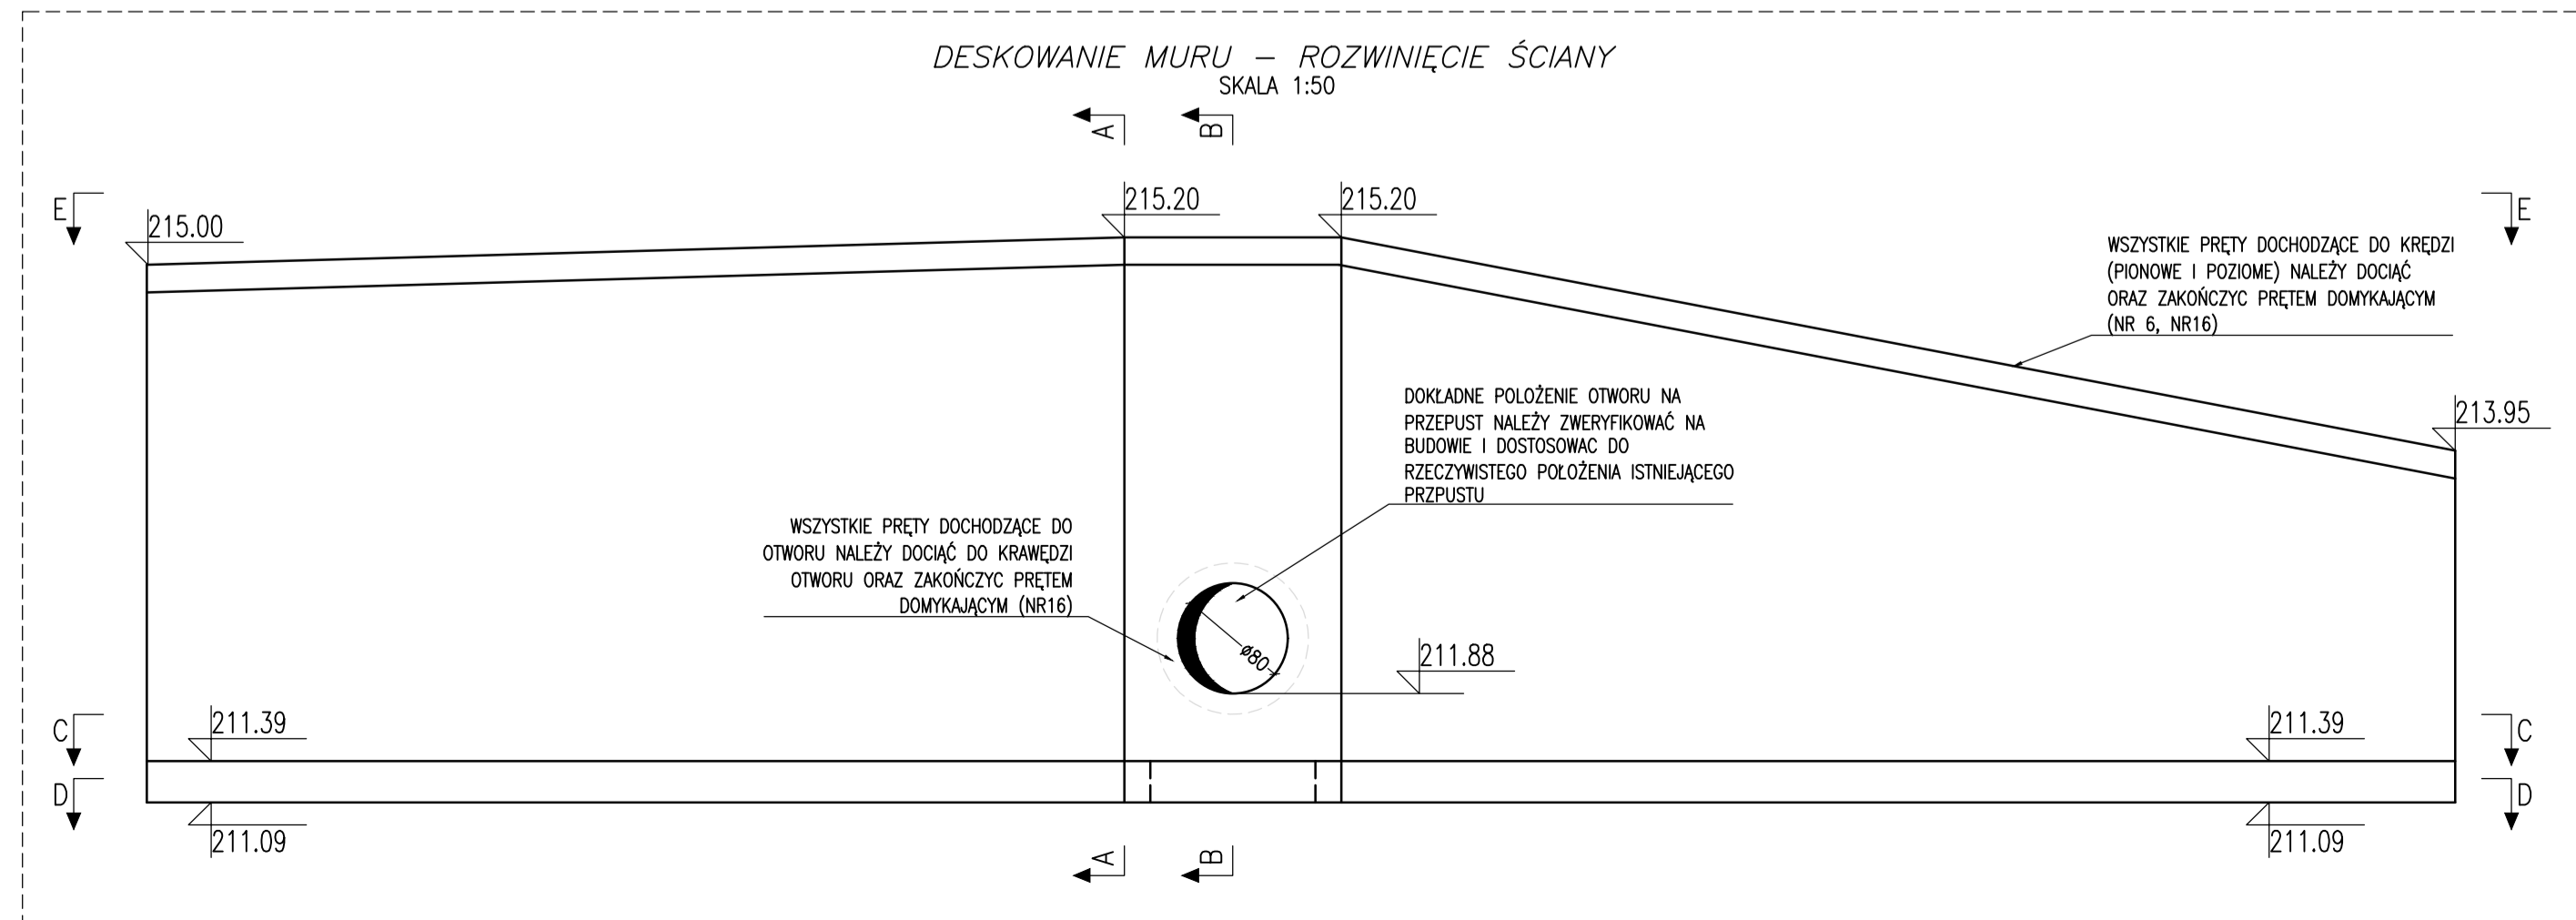 DESKOWANIE MURU – ROZWINIĘCIE ŚCIANY
SKALA 1:50
A
B
E
215.00
215.20
215.20
E
WSZYSTKIE PRĘTY DOCHODZĄCE DO KRĘDZI
(PIONOWE I POZIOME) NALEŻY DOCIĄĆ
ORAZ ZAKOŃCZYC PRĘTEM DOMYKAJĄCYM
(NR 6, NR16)
DOKŁADNE POLOŻENIE OTWORU NA
PRZEPUST NALEŻY ZWERYFIKOWAĆ NA
BUDOWIE I DOSTOSOWAC DO
RZECZYWISTEGO POŁOŻENIA ISTNIEJĄCEGO
PRZPUSTU
213.95
WSZYSTKIE PRĘTY DOCHODZĄCE DO
OTWORU NALEŻY DOCIĄĆ DO KRAWĘDZI
OTWORU ORAZ ZAKOŃCZYC PRĘTEM
DOMYKAJĄCYM (NR16)
ø80
211.88
C
211.39
211.39
C
D
211.09
211.09
D
A
B